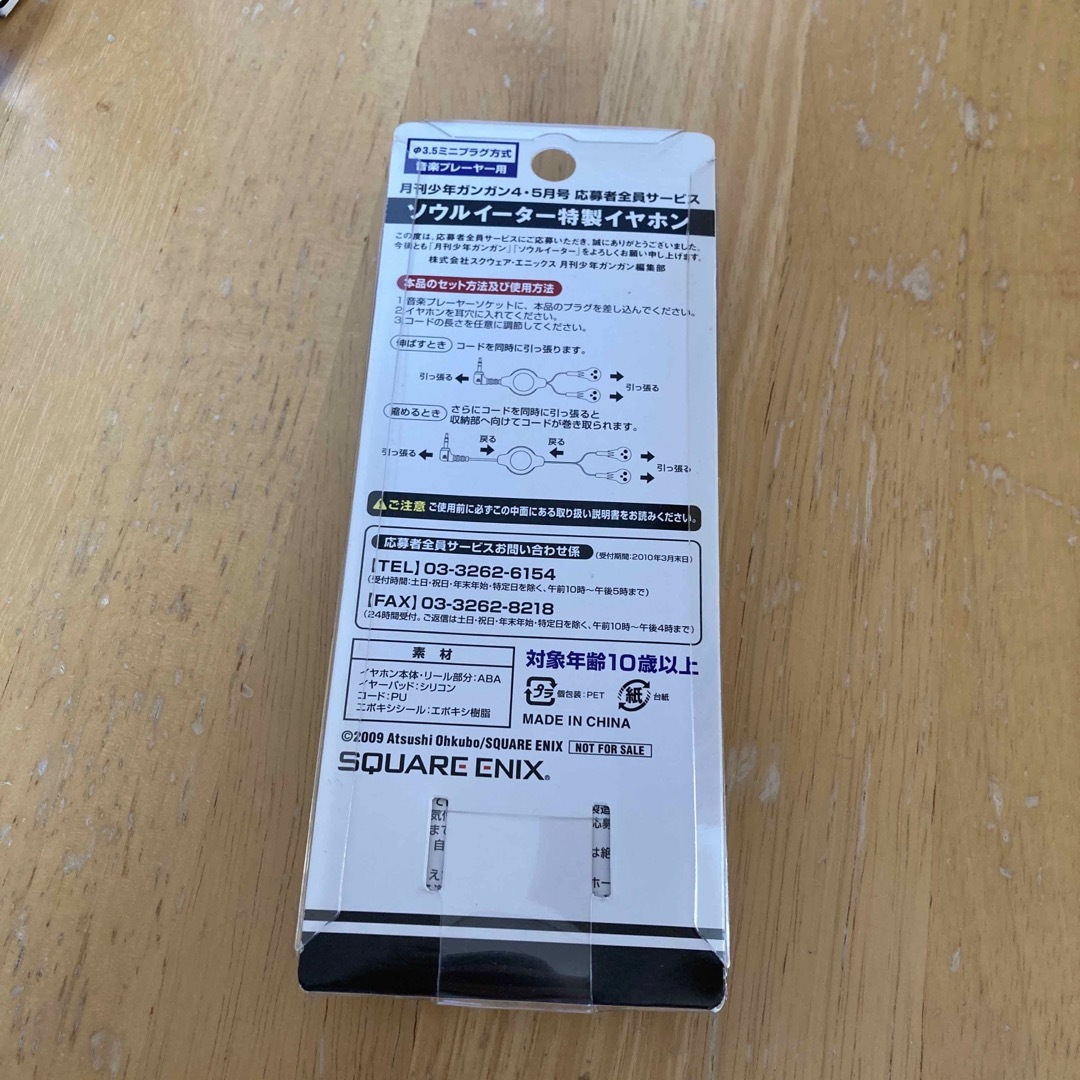 Φ3.5ミニプラグ方式
音楽プレーヤー用
月刊少年ガンガン4・5月号 応募者全員サービス
ソウルイーター特製イヤホン
この度は、応募者全員サービスにご応募いただき、誠にありがとうございました。
今後とも「月刊少年ガンガン」「ソウルイーター」をよろしくお願い申し上げます。
株式会社スクウェア・エニックス 月刊少年ガンガン編集部
本品のセット方法及び使用方法
1.音楽プレーヤーソケットに、本品のプラグを差し込んでください。
2.イヤホンを耳穴に入れてください。
3.コードの長さを任意に調節してください。
伸ばすとき コードを同時に引っ張ります。
引っ張る 引っ張る
縮めるとき さらにコードを同時に引っ張ると
収納部へ向けてコードが巻き取られます。
戻る 戻る
引っ張る 引っ張る
ご注意 ご使用前に必ずこの中面にある取り扱い説明書をお読みください。
応募者全員サービスお問い合わせ係 (受付期間:2010年3月末日)
【TEL】03-3262-6154
(受付時間:土日・祝日・年末年始・特定日を除く、午前10時〜午後5時まで)
【FAX】03-3262-8218
(24時間受付。ご返信は土日・祝日・年末年始・特定日を除く、午前10時〜午後4時まで)
素材
イヤホン本体・リール部分:ABA
イヤーパッド:シリコン
コード:PU
エポキシシール:エポキシ樹脂
対象年齢10歳以上
プラ 個包装:PET 紙 台紙
MADE IN CHINA
©2009 Atsushi Ohkubo/SQUARE ENIX NOT FOR SALE
SQUARE ENIX®
気
ま 応募
自
は絶
え
ホー